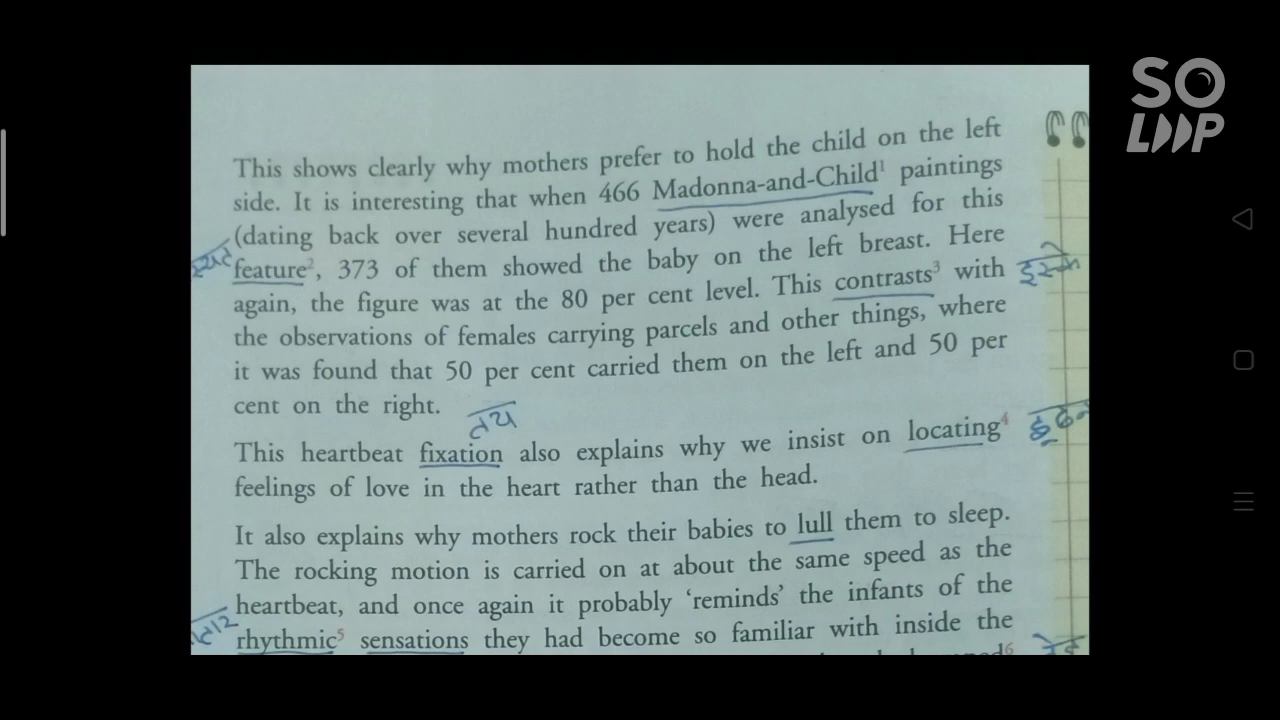 SO
LOOP
This shows clearly why mothers prefer to hold the child on the left
side. It is interesting that when 466 Madonna-and-Child¹ paintings
(dating back over several hundred years) were analysed for this
feature², 373 of them showed the baby on the left breast. Here
again, the figure was at the 80 per cent level. This contrasts³ with
the observations of females carrying parcels and other things, where
it was found that 50 per cent carried them on the left and 50 per
cent on the right.
तय
This heartbeat fixation also explains why we insist on locating⁴
feelings of love in the heart rather than the head.
It also explains why mothers rock their babies to lull them to sleep.
The rocking motion is carried on at about the same speed as the
heartbeat, and once again it probably ‘reminds’ the infants of the
rhythmic⁵ sensations they had become so familiar with inside the